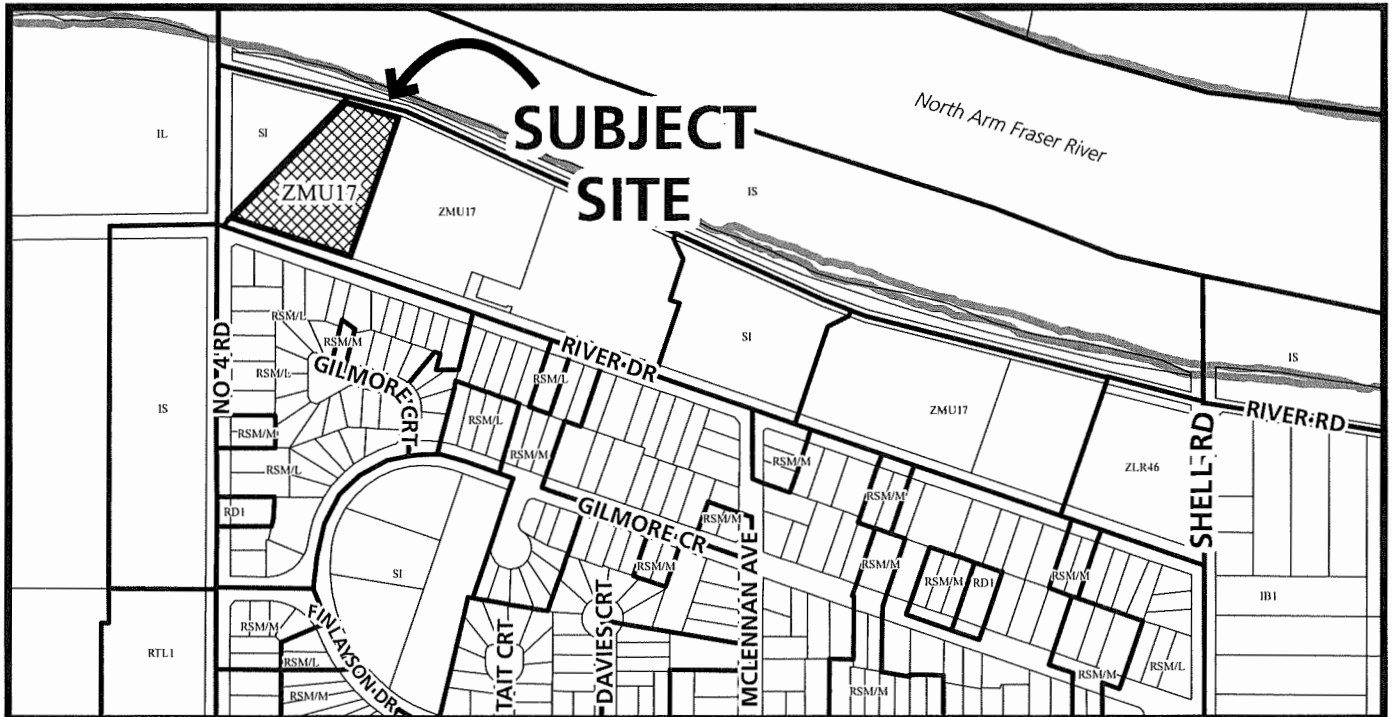 North Arm Fraser River
SUBJECT
SITE
IL
SI
ZMU17
ZMU17
IS
IS
SI
ZMU17
ZLR46
IS
NO 4 RD
RSM/L
RSM/M
RSM/L
GILMORE CRT
RSM/M
RSM/L
RD1
RIVER DR
RSM/L
RSM/L
RSM/M
RSM/M
RSM/M
GILMORE CR
RSM/M
RSM/M
MCLENNAN AVE
RSM/M
RSM/M
RD1
RSM/M
RSM/M
RSM/L
RSM/M
SHELL RD
RIVER RD
IB1
SI
RTL1
RSM/M
RSM/L
RSM/M
FINLAYSON DR
TAIT CRT
DAVIES CRT